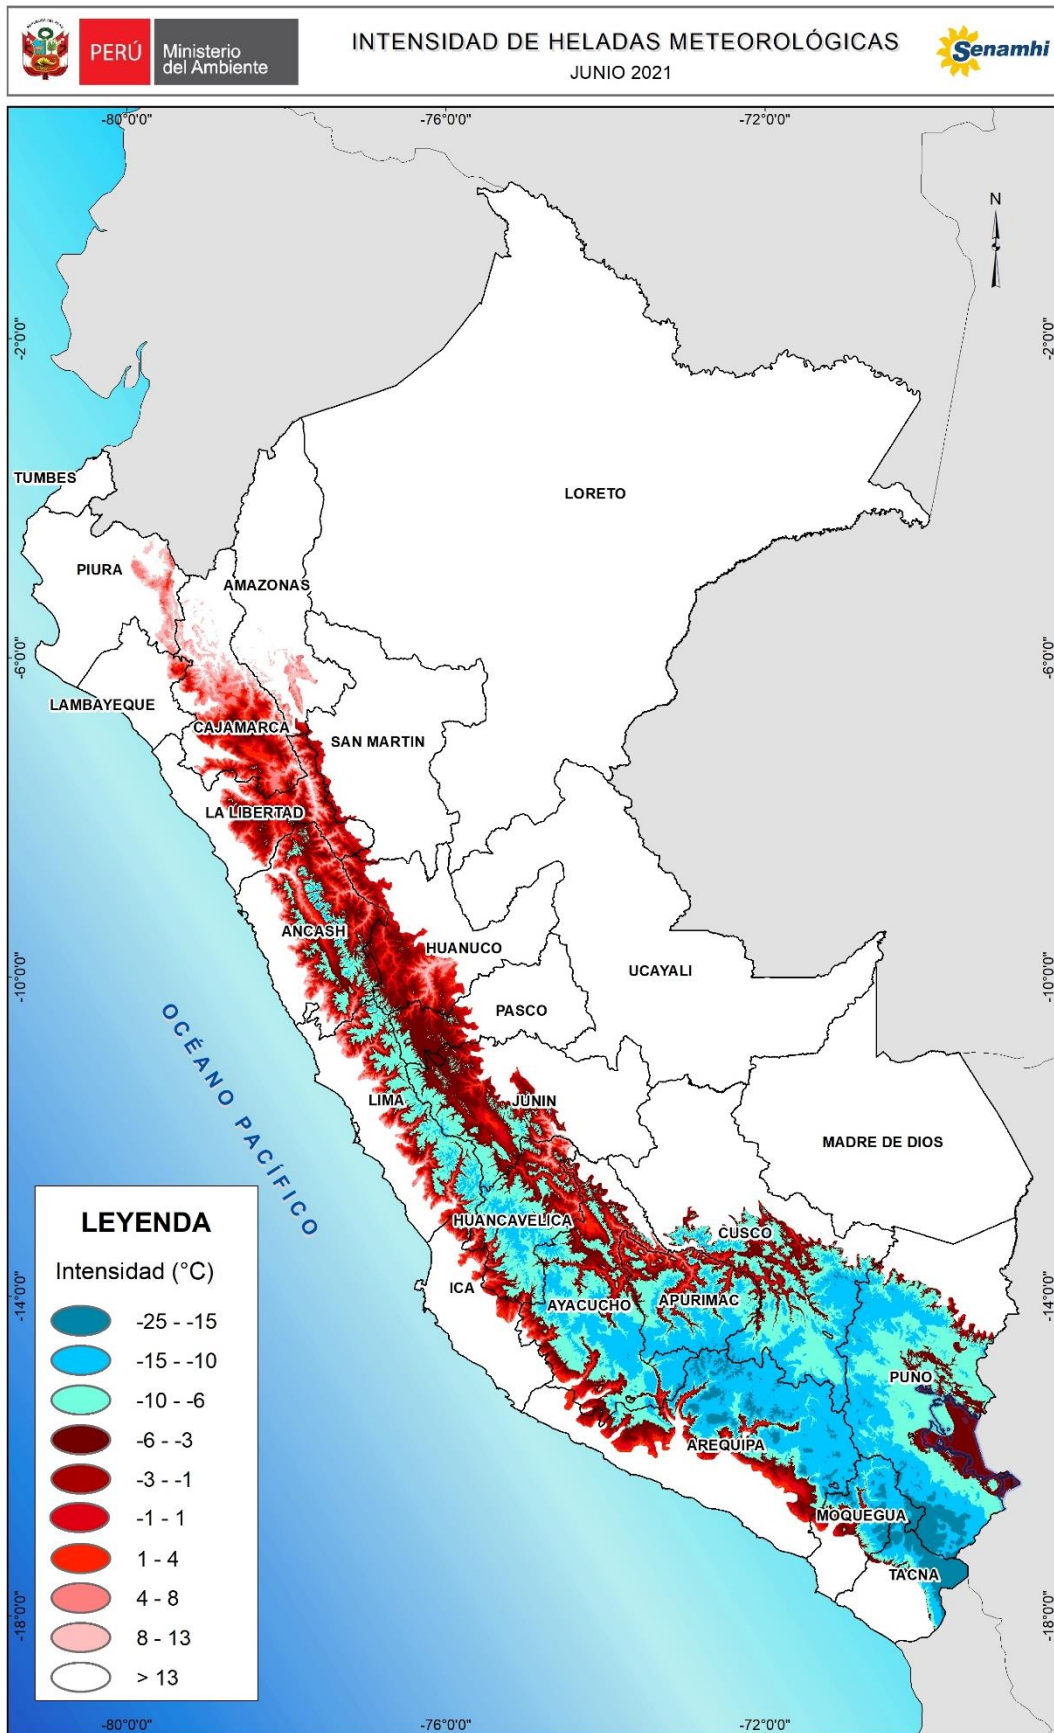 PERÚ
Ministerio
del Ambiente
INTENSIDAD DE HELADAS METEOROLÓGICAS
JUNIO 2021
Senamhi
-80°0'0"
-76°0'0"
-72°0'0"
N
-2°0'0"
-2°0'0"
TUMBES
LORETO
PIURA
AMAZONAS
-6°0'0"
-6°0'0"
LAMBAYEQUE
CAJAMARCA
SAN MARTIN
LA LIBERTAD
ANCASH
HUANUCO
UCAYALI
-10°0'0"
-10°0'0"
PASCO
OCÉANO PACÍFICO
LIMA
JUNIN
MADRE DE DIOS
HUANCAVELICA
CUSCO
ICA
AYACUCHO
APURIMAC
-14°0'0"
-14°0'0"
PUNO
AREQUIPA
MOQUEGUA
TACNA
-18°0'0"
-18°0'0"
LEYENDA
Intensidad (°C)
-25 - -15
-15 - -10
-10 - -6
-6 - -3
-3 - -1
-1 - 1
1 - 4
4 - 8
8 - 13
> 13
-80°0'0"
-76°0'0"
-72°0'0"